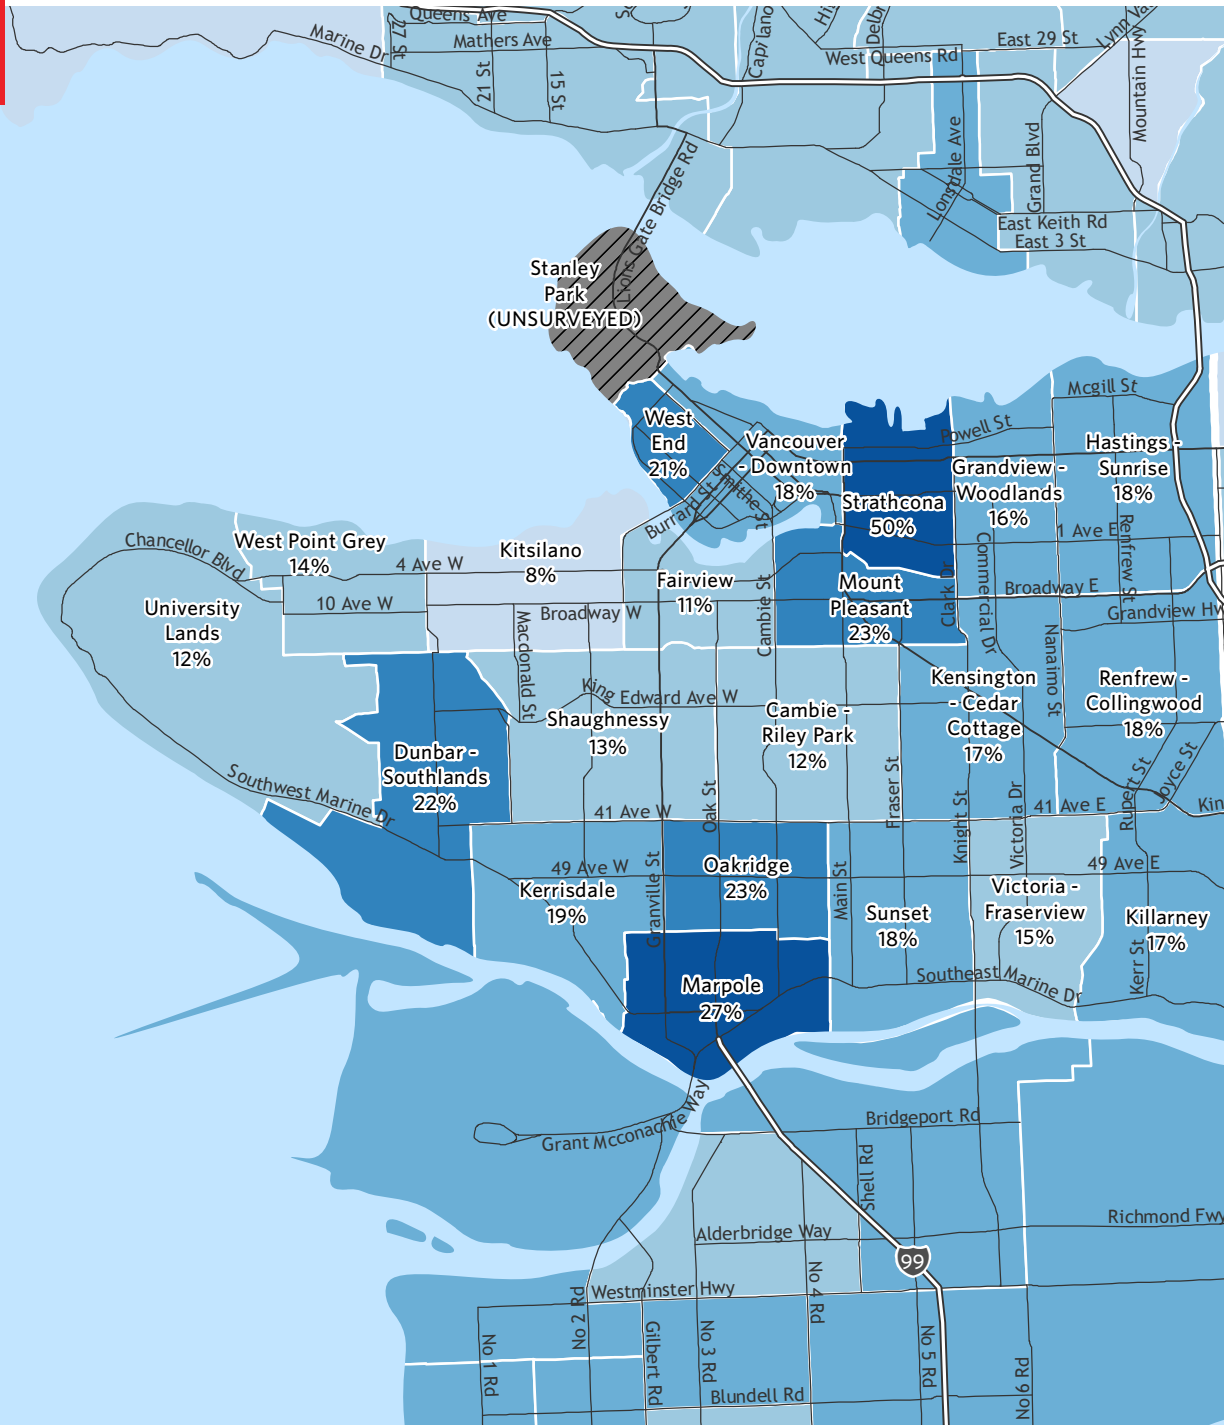 Queens Ave
Marine Dr
27 St
Mathers Ave
21 St
15 St
Delbr
East 29 St
West Queens Rd
Mountain Hwy
Lonsdale Ave
Grand Blvd
East Keith Rd
East 3 St
Lions Gate Bridge Rd
Stanley
Park
(UNSURVEYED)
Mcgill St
West
End
21%
Powell St
Vancouver
- Downtown
18%
Smithe St
Burrard St
Strathcona
50%
Grandview -
Woodlands
16%
Hastings -
Sunrise
18%
1 Ave E
Renfrew St
West Point Grey
14%
Chancellor Blvd
4 Ave W
Kitsilano
8%
Fairview
11%
Cambie St
Mount
Pleasant
23%
Clark Dr
Commercial Dr
Broadway E
Grandview Hw
University
Lands
12%
10 Ave W
Broadway W
Macdonald St
Nanaimo St
King Edward Ave W
Shaughnessy
13%
Cambie -
Riley Park
12%
Kensington
- Cedar
Cottage
17%
Renfrew -
Collingwood
18%
Dunbar -
Southlands
22%
Southwest Marine Dr
41 Ave W
Oak St
Fraser St
Knight St
Victoria Dr
41 Ave E
Rupert St
Joyce St
Kin
49 Ave W
Kerrisdale
19%
Granville St
Oakridge
23%
Main St
Sunset
18%
Victoria -
Fraserview
15%
49 Ave E
Killarney
17%
Kerr St
Marpole
27%
Southeast Marine Dr
Grant Mcconachie Way
Bridgeport Rd
Shell Rd
Alderbridge Way
Richmond Fwy
99
Westminster Hwy
No 1 Rd
No 2 Rd
Gilbert Rd
No 3 Rd
No 4 Rd
No 5 Rd
No 6 Rd
Blundell Rd